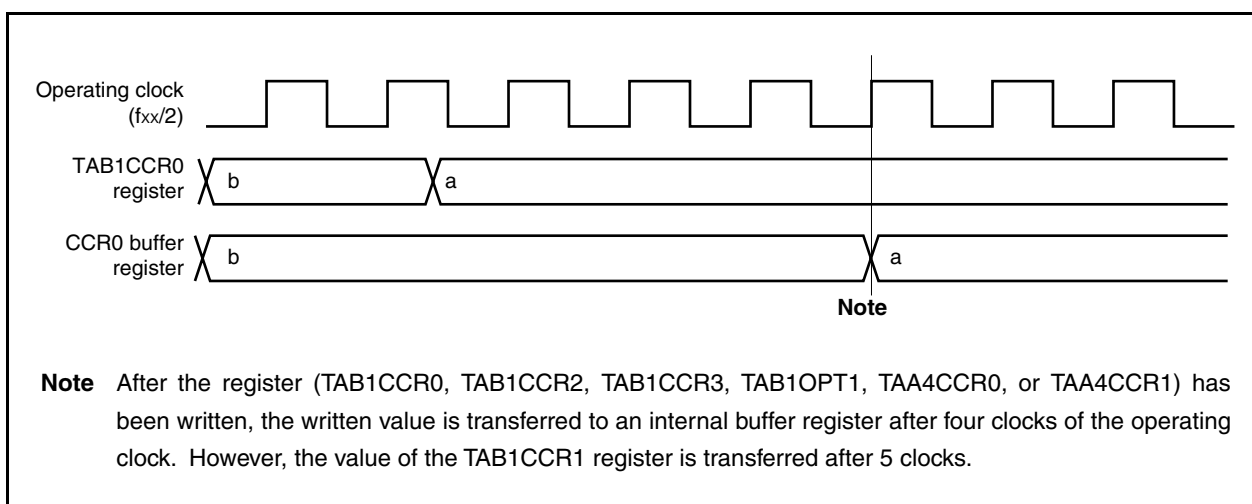 Operating clock
(fxx/2)
TAB1CCR0
register
b
a
CCR0 buffer
register
b
a
Note
Note After the register (TAB1CCR0, TAB1CCR2, TAB1CCR3, TAB1OPT1, TAA4CCR0, or TAA4CCR1) has
been written, the written value is transferred to an internal buffer register after four clocks of the operating
clock. However, the value of the TAB1CCR1 register is transferred after 5 clocks.